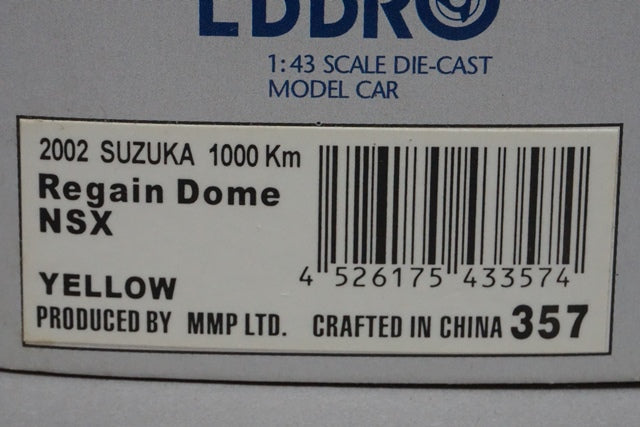 EBBRO
1:43 SCALE DIE-CAST
MODEL CAR
2002 SUZUKA 1000 Km
Regain Dome
NSX
YELLOW
4 526175 433574
PRODUCED BY MMP LTD. CRAFTED IN CHINA 357